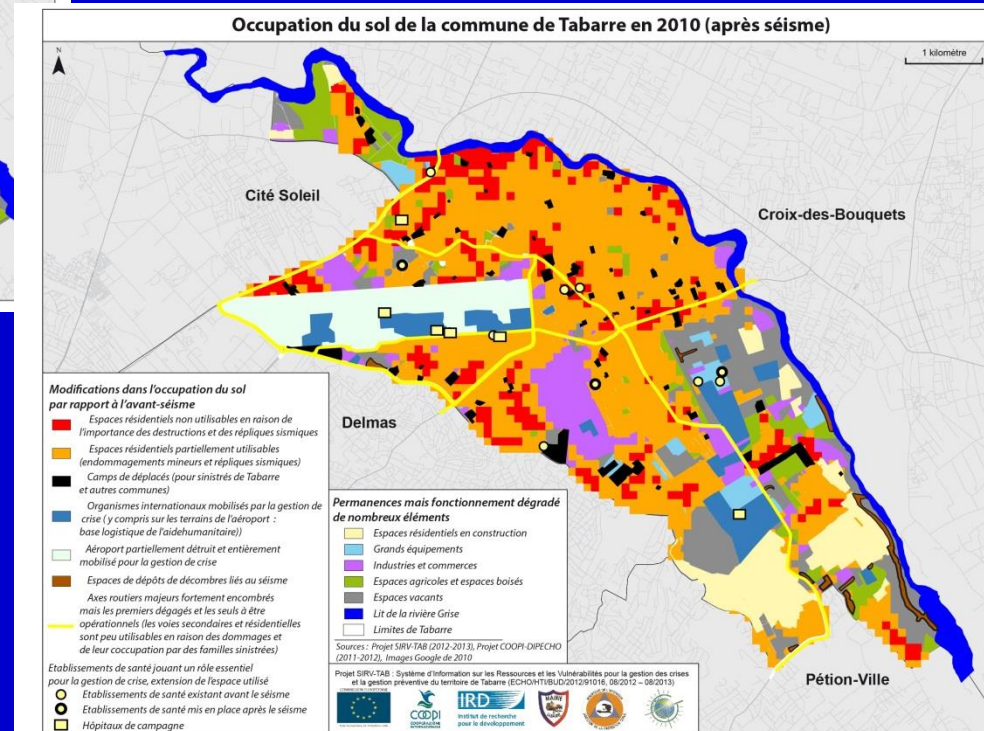 Occupation du sol de la commune de Tabarre en 2010 (après séisme)
N
1 kilomètre
Cité Soleil
Croix-des-Bouquets
Delmas
Pétion-Ville
Modifications dans l'occupation du sol
par rapport à l'avant-séisme
Espaces résidentiels non utilisables en raison de
l'importance des destructions et des répliques sismiques
Espaces résidentiels partiellement utilisables
(endommagements mineurs et répliques sismiques)
Camps de déplacés (pour sinistrés de Tabarre
et autres communes)
Organismes internationaux mobilisés par la gestion de
crise ( y compris sur les terrains de l'aéroport :
base logistique de l'aidehumanitaire))
Aéroport partiellement détruit et entièrement
mobilisé pour la gestion de crise
Espaces de dépôts de décombres liés au séisme
Axes routiers majeurs fortement encombrés
mais les premiers dégagés et les seuls à être
opérationnels (les voies secondaires et résidentielles
sont peu utilisables en raison des dommages et
de leur coccupation par des familles sinistrées)
Etablissements de santé jouant un rôle essentiel
pour la gestion de crise, extension de l'espace utilisé
Etablissements de santé existant avant le séisme
Etablissements de santé mis en place après le séisme
Hôpitaux de campagne
Permanences mais fonctionnement dégradé
de nombreux éléments
Espaces résidentiels en construction
Grands équipements
Industries et commerces
Espaces agricoles et espaces boisés
Espaces vacants
Lit de la rivière Grise
Limites de Tabarre
Sources : Projet SIRV-TAB (2012-2013), Projet COOPI-DIPECHO
(2011-2012), Images Google de 2010
Projet SIRV-TAB : Système d'Information sur les Ressources et les Vulnérabilités pour la gestion des crises
et la gestion préventive du territoire de Tabarre (ECHO/HTI/BUD/2012/91016, 08/2012 – 08/2013)
COOPI
IRD
Institut de recherche
pour le développement